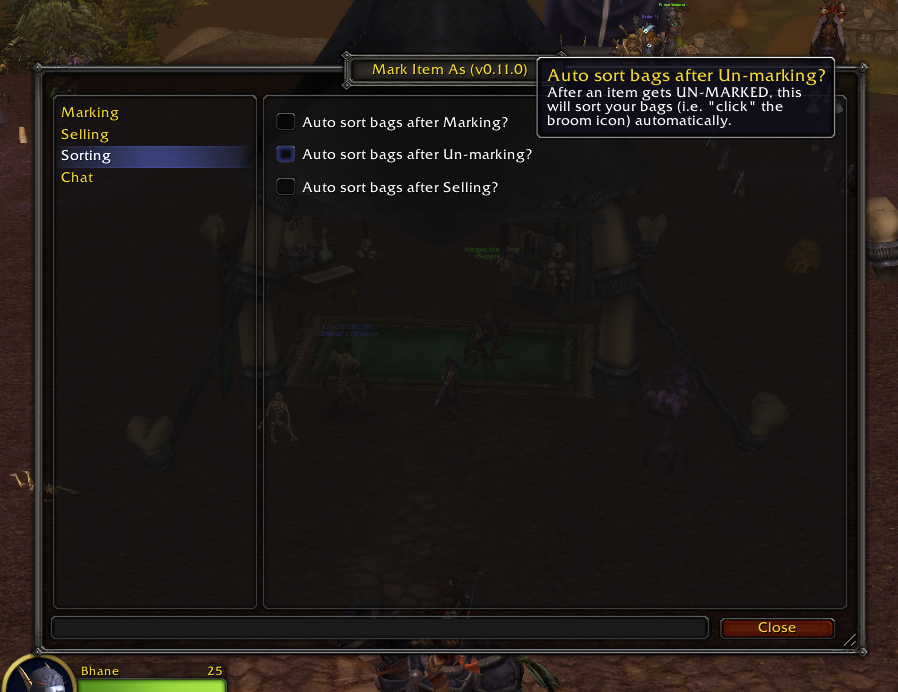 Mark Item As (v0.11.0)
Auto sort bags after Un-marking?
After an item gets UN-MARKED, this
will sort your bags (i.e. "click" the
broom icon) automatically.
Marking
Selling
Sorting
Chat
Auto sort bags after Marking?
Auto sort bags after Un-marking?
Auto sort bags after Selling?
Close
Bhane
25